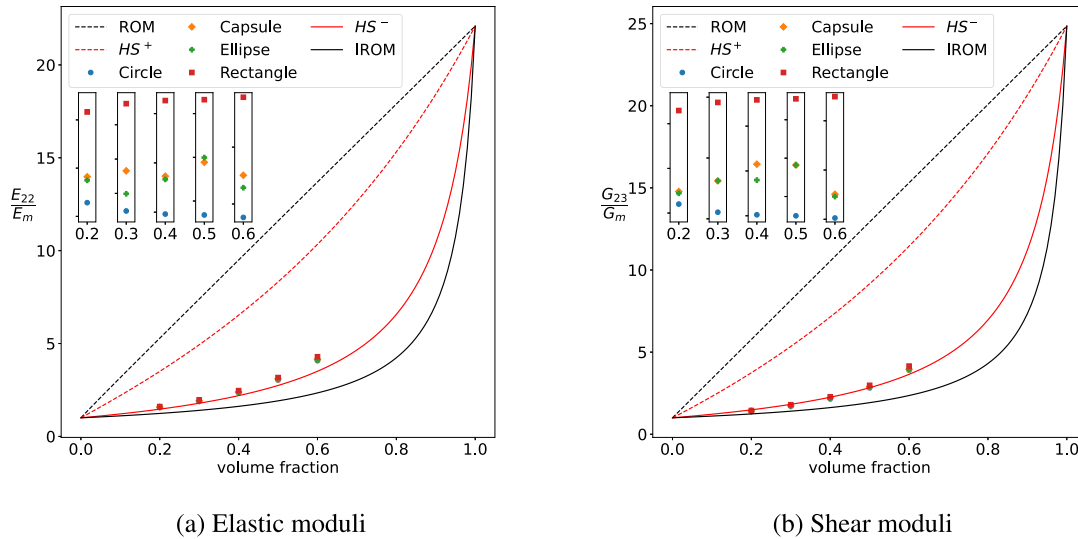 ROM
HS+
Circle
Capsule
Ellipse
Rectangle
HS−
IROM
20
15
10
5
0
E22
Em
0.2 0.3 0.4 0.5 0.6
0.0 0.2 0.4 0.6 0.8 1.0
volume fraction
(a) Elastic moduli
ROM
HS+
Circle
Capsule
Ellipse
Rectangle
HS−
IROM
25
20
15
10
5
0
G23
Gm
0.2 0.3 0.4 0.5 0.6
0.0 0.2 0.4 0.6 0.8 1.0
volume fraction
(b) Shear moduli